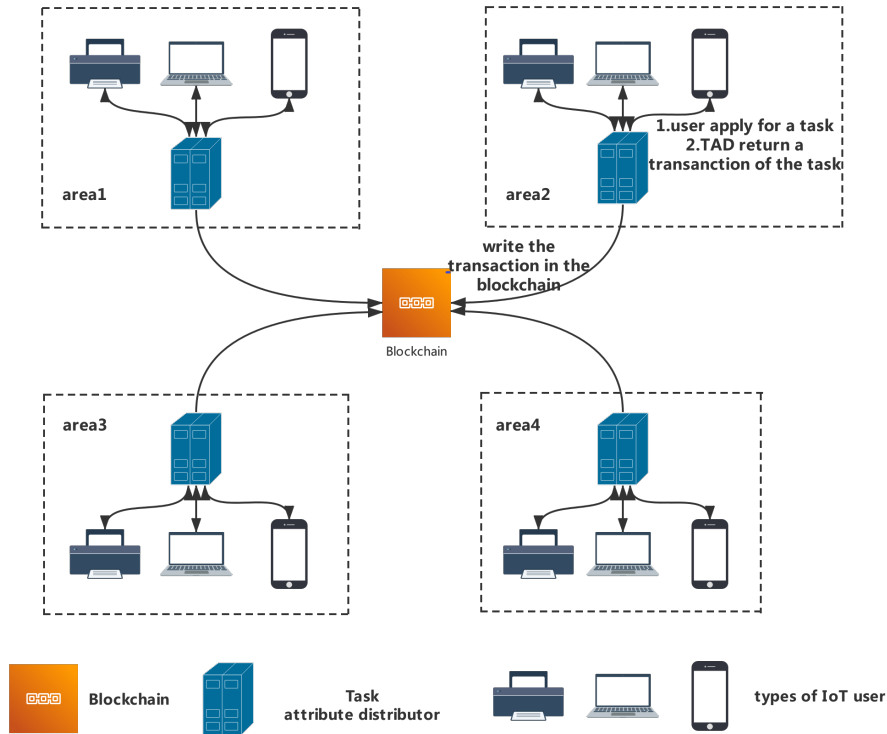 1.user apply for a task
2.TAD return a
transanction of the task
area1
area2
write the
transaction in the
blockchain
Blockchain
area3
area4
Blockchain
Task
attribute distributor
types of IoT user